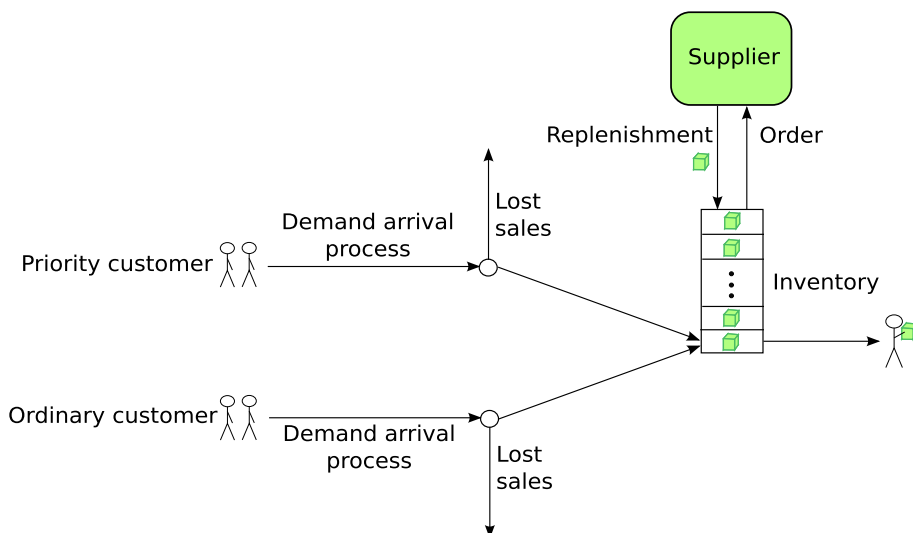 Supplier
Replenishment
Order
Lost
sales
Demand arrival
process
Priority customer
Inventory
Ordinary customer
Demand arrival
process
Lost
sales